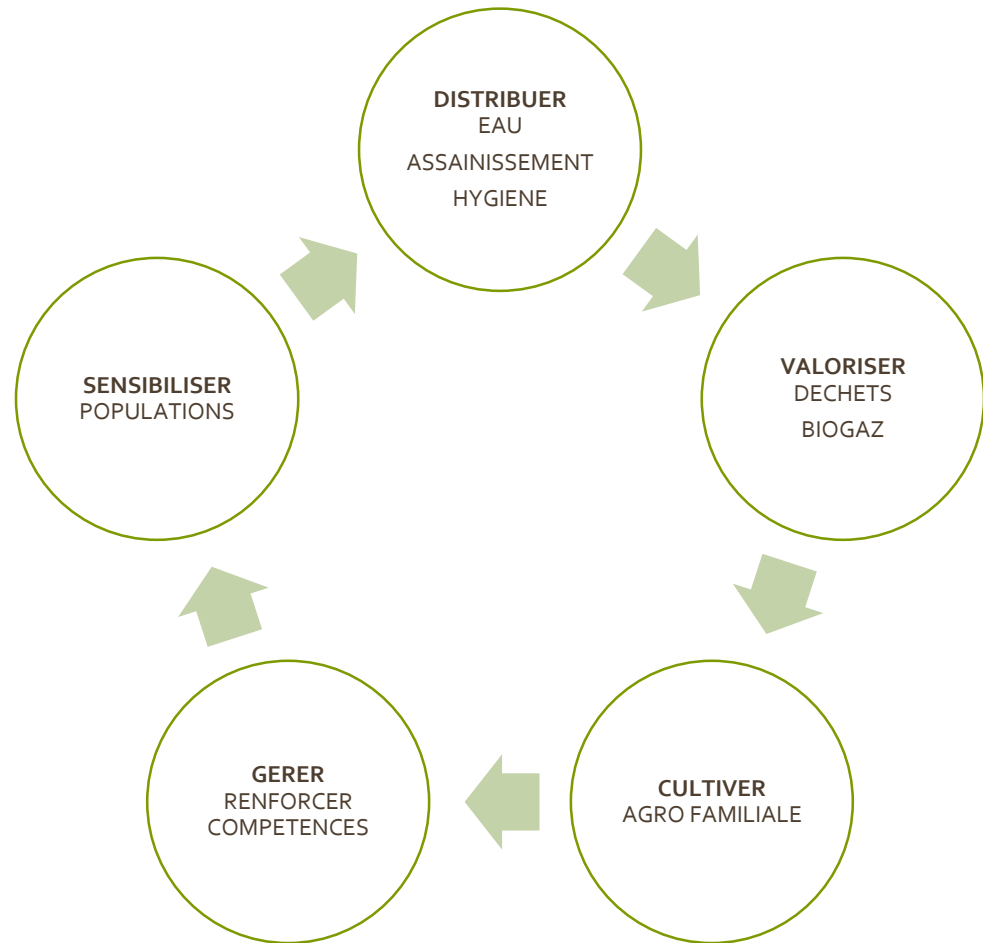 DISTRIBUER
EAU
ASSAINISSEMENT
HYGIENE
VALORISER
DECHETS
BIOGAZ
CULTIVER
AGRO FAMILIALE
GERER
RENFORCER
COMPETENCES
SENSIBILISER
POPULATIONS